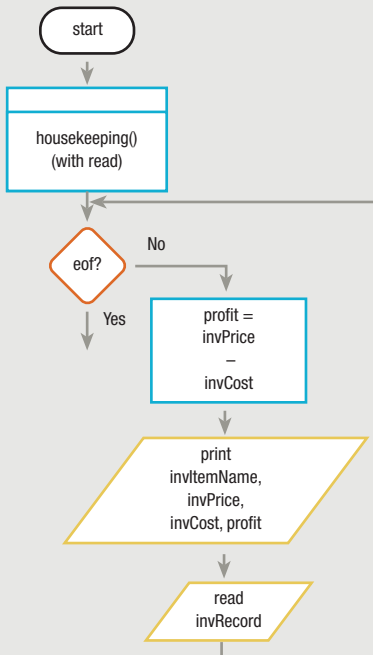 start
housekeeping()
(with read)
eof?
No
Yes
profit =
invPrice
–
invCost
print
invItemName,
invPrice,
invCost, profit
read
invRecord